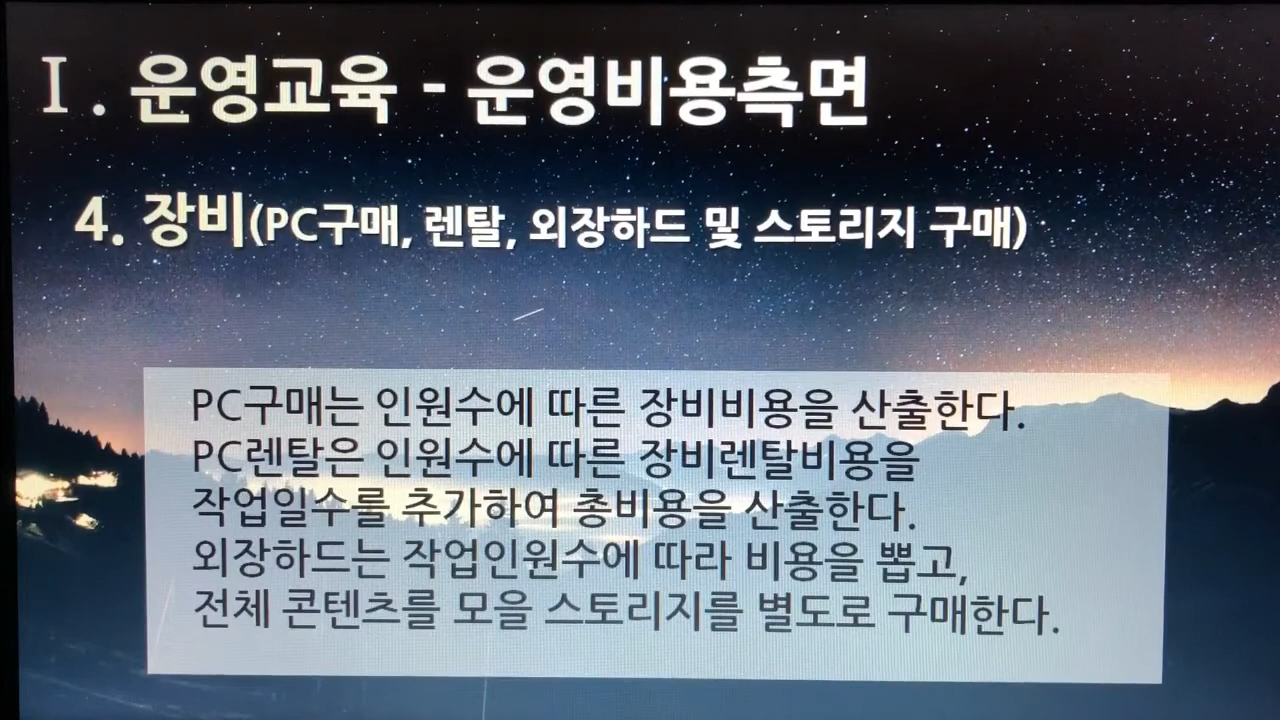 Ⅰ. 운영교육 - 운영비용측면
4. 장비(PC구매, 렌탈, 외장하드 및 스토리지 구매)
PC구매는 인원수에 따른 장비비용을 산출한다.
PC렌탈은 인원수에 따른 장비렌탈비용을
작업일수룰 추가하여 총비용을 산출한다.
외장하드는 작업인원수에 따라 비용을 뽑고,
전체 콘텐츠를 모을 스토리지를 별도로 구매한다.